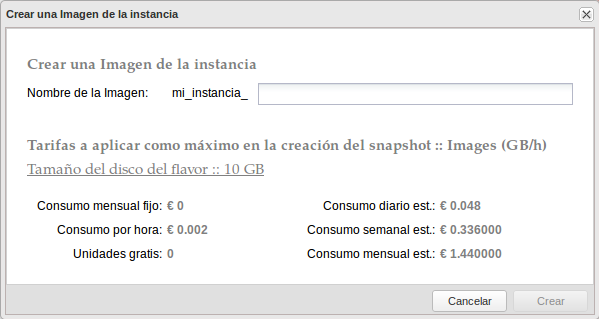 Crear una Imagen de la instancia
Crear una Imagen de la instancia
Nombre de la Imagen: mi_instancia_
Tarifas a aplicar como máximo en la creación del snapshot :: Images (GB/h)
Tamaño del disco del flavor :: 10 GB
Consumo mensual fijo: € 0 Consumo diario est.: € 0.048
Consumo por hora: € 0.002 Consumo semanal est.: € 0.336000
Unidades gratis: 0 Consumo mensual est.: € 1.440000
Cancelar Crear